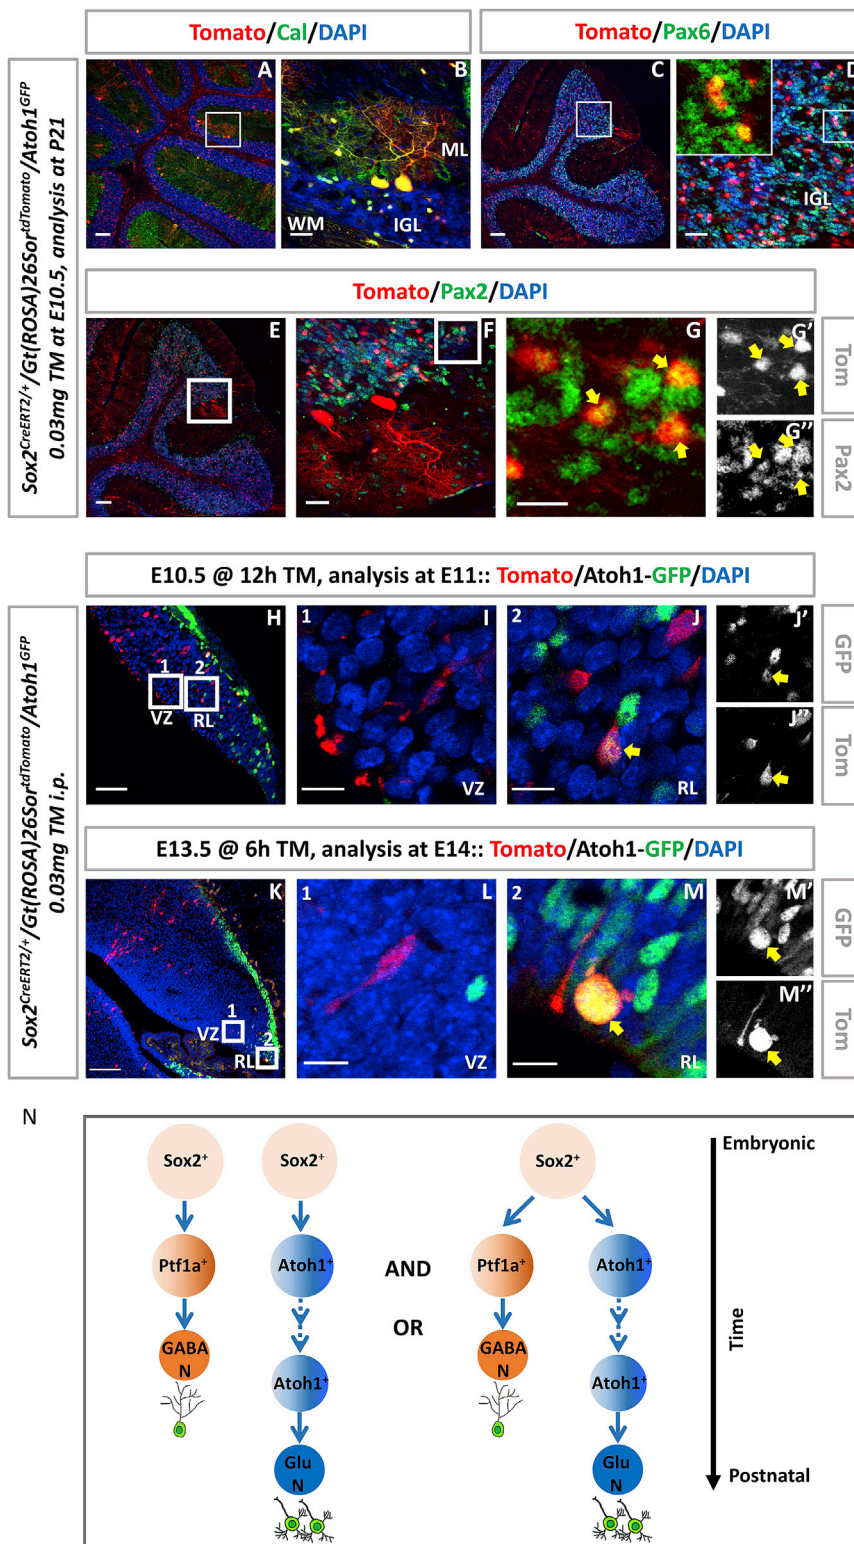 Tomato/Cal/DAPI
Tomato/Pax6/DAPI
Sox2CreERT2/+/Gt(ROSA)26SortdTomato/Atoh1GFP
0.03mg TM at E10.5, analysis at P21
A
B
ML
WM
IGL
C
D
IGL
Tomato/Pax2/DAPI
E
F
G
G'
Tom
G''
Pax2
E10.5 @ 12h TM, analysis at E11:: Tomato/Atoh1-GFP/DAPI
Sox2CreERT2/+/Gt(ROSA)26SortdTomato/Atoh1GFP
0.03mg TM i.p.
H
1
2
VZ
RL
1
I
VZ
2
J
RL
J'
GFP
J''
Tom
E13.5 @ 6h TM, analysis at E14:: Tomato/Atoh1-GFP/DAPI
K
1
VZ
2
RL
1
L
VZ
2
M
RL
M'
GFP
M''
Tom
N
Sox2+
Sox2+
Sox2+
Embryonic
Ptf1a+
Atoh1+
AND
Ptf1a+
Atoh1+
OR
Time
GABA
N
Atoh1+
GABA
N
Atoh1+
Glu
N
Glu
N
Postnatal